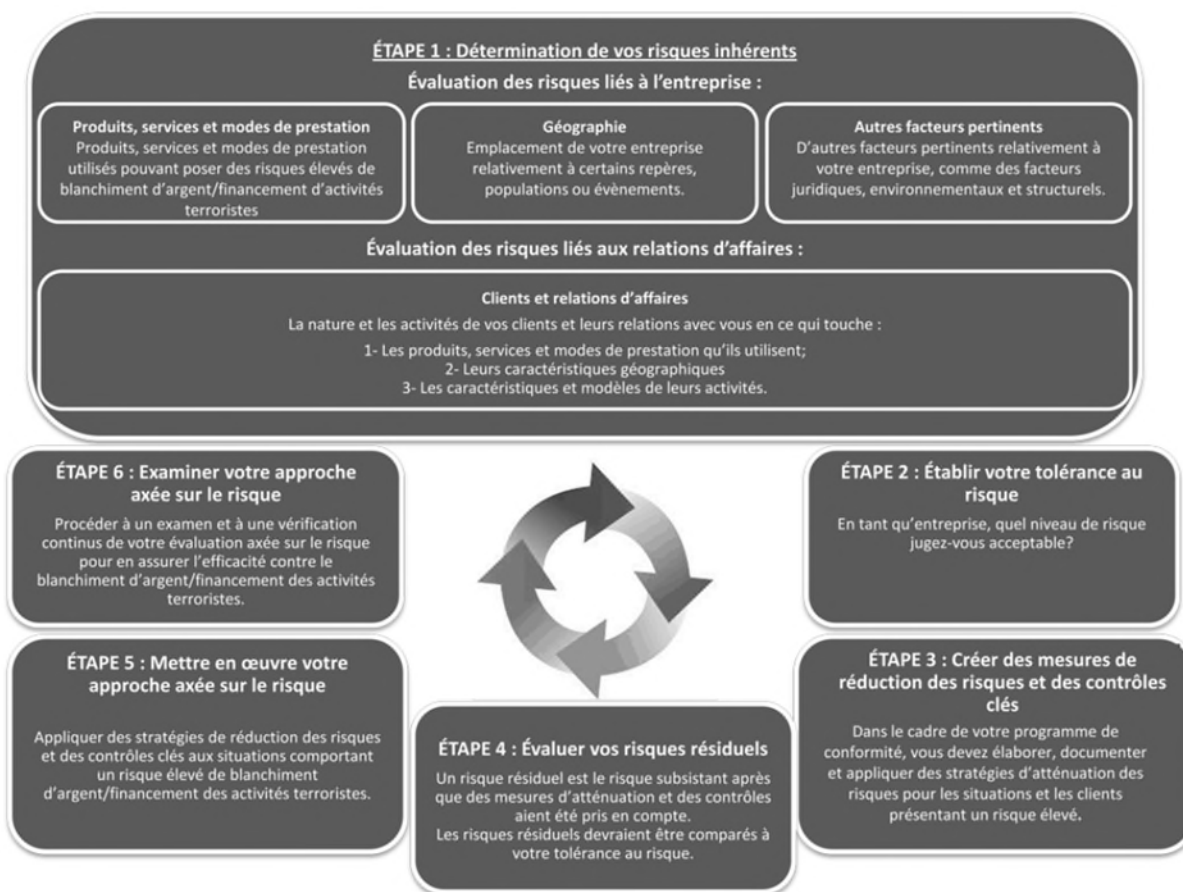 ÉTAPE 1 : Détermination de vos risques inhérents
Évaluation des risques liés à l'entreprise :
Produits, services et modes de prestation
Produits, services et modes de prestation
utilisés pouvant poser des risques élevés de
blanchiment d'argent/financement d'activités
terroristes
Géographie
Emplacement de votre entreprise
relativement à certains repères,
populations ou évènements.
Autres facteurs pertinents
D'autres facteurs pertinents relativement à
votre entreprise, comme des facteurs
juridiques, environnementaux et structurels.
Évaluation des risques liés aux relations d'affaires :
Clients et relations d'affaires
La nature et les activités de vos clients et leurs relations avec vous en ce qui touche :
1- Les produits, services et modes de prestation qu'ils utilisent;
2- Leurs caractéristiques géographiques
3- Les caractéristiques et modèles de leurs activités.
ÉTAPE 2 : Établir votre tolérance au
risque
En tant qu'entreprise, quel niveau de risque
jugez-vous acceptable?
ÉTAPE 3 : Créer des mesures de
réduction des risques et des contrôles
clés
Dans le cadre de votre programme de
conformité, vous devez élaborer, documenter
et appliquer des stratégies d'atténuation des
risques pour les situations et les clients
présentant un risque élevé.
ÉTAPE 4 : Évaluer vos risques résiduels
Un risque résiduel est le risque subsistant après
que des mesures d'atténuation et des contrôles
aient été pris en compte.
Les risques résiduels devraient être comparés à
votre tolérance au risque.
ÉTAPE 5 : Mettre en œuvre votre
approche axée sur le risque
Appliquer des stratégies de réduction des risques
et des contrôles clés aux situations comportant
un risque élevé de blanchiment
d'argent/financement des activités terroristes.
ÉTAPE 6 : Examiner votre approche
axée sur le risque
Procéder à un examen et à une vérification
continus de votre évaluation axée sur le risque
pour en assurer l'efficacité contre le
blanchiment d'argent/financement des activités
terroristes.